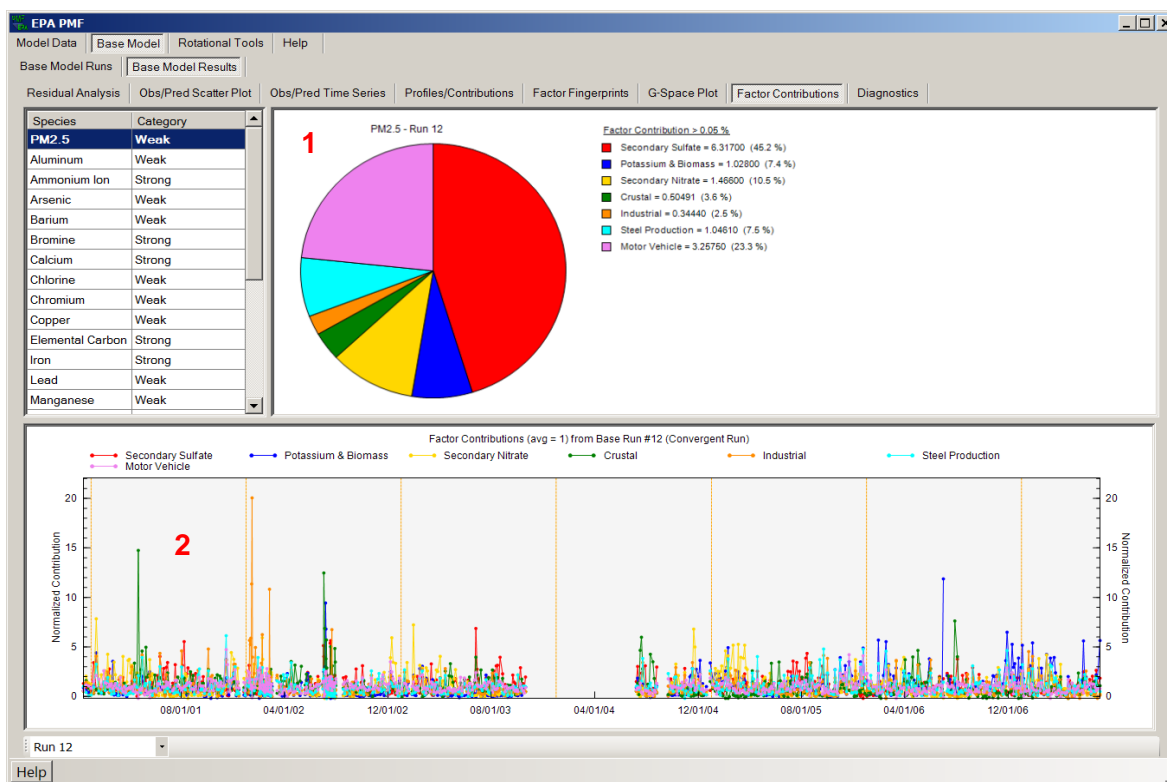 EPA PMF
Model Data Base Model Rotational Tools Help
Base Model Runs Base Model Results
Residual Analysis Obs/Pred Scatter Plot Obs/Pred Time Series Profiles/Contributions Factor Fingerprints G-Space Plot Factor Contributions Diagnostics
Species Category
PM2.5 Weak
Aluminum Weak
Ammonium Ion Strong
Arsenic Weak
Barium Weak
Bromine Strong
Calcium Strong
Chlorine Weak
Chromium Weak
Copper Weak
Elemental Carbon Strong
Iron Strong
Lead Weak
Manganese Weak
1
PM2.5 - Run 12
Factor Contribution > 0.05 %
Secondary Sulfate = 6.31700 (45.2 %)
Potassium & Biomass = 1.02800 (7.4 %)
Secondary Nitrate = 1.46600 (10.5 %)
Crustal = 0.50491 (3.6 %)
Industrial = 0.34440 (2.5 %)
Steel Production = 1.04610 (7.5 %)
Motor Vehicle = 3.25750 (23.3 %)
Factor Contributions (avg = 1) from Base Run #12 (Convergent Run)
Secondary Sulfate Potassium & Biomass Secondary Nitrate Crustal Industrial Steel Production
Motor Vehicle
2
Normalized Contribution
20 20
15 15
10 10
5 5
0 0
Normalized Contribution
08/01/01 04/01/02 12/01/02 08/01/03 04/01/04 12/01/04 08/01/05 04/01/06 12/01/06
Run 12
Help